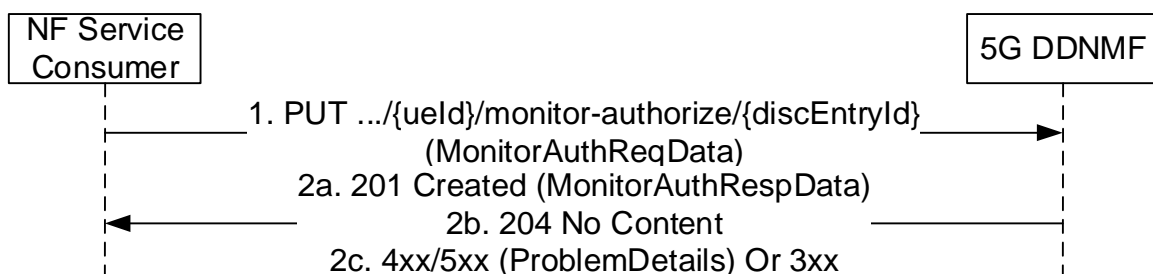 NF Service
Consumer
5G DDNMF
1. PUT .../{ueId}/monitor-authorize/{discEntryId}
(MonitorAuthReqData)
2a. 201 Created (MonitorAuthRespData)
2b. 204 No Content
2c. 4xx/5xx (ProblemDetails) Or 3xx